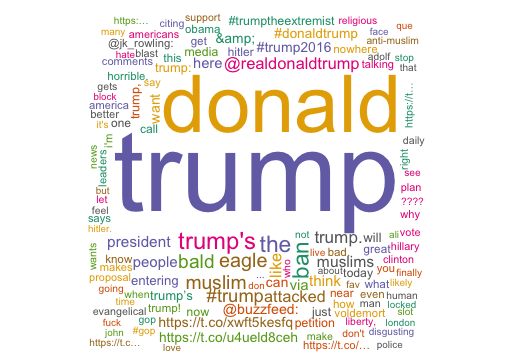 https:… citing support #trumptheextremist religious
many americans obama &amp; #donaldtrump face que
@jk_rowling: this get hitler #trump2016 nowhere anti-muslim
hate blast media here @realdonaldtrump talking adolf stop
comments trump: that
horrible say
gets trump, want donald https://t…
block
america
better one
it's i'm call daily
news leaders trump right see
but plan
let ????
feel why
says
hitler. president trump's the ban not trump. will ali vote
wants know people bald eagle like who live bad muslims great hillary
makes … about today you clinton
proposal entering muslim don can via think fav what finally
going when trump's #trump attacked near even likely
time trump! now @buzzfeed: how man human
evangelical voldemort locked
fuck gop https://t.co/xwft5kesfq petition just liberty. slot
john #gop don't london
https://t.c… https://t.co/u4ueld8ceh make disgusting
love https://t.co/… police